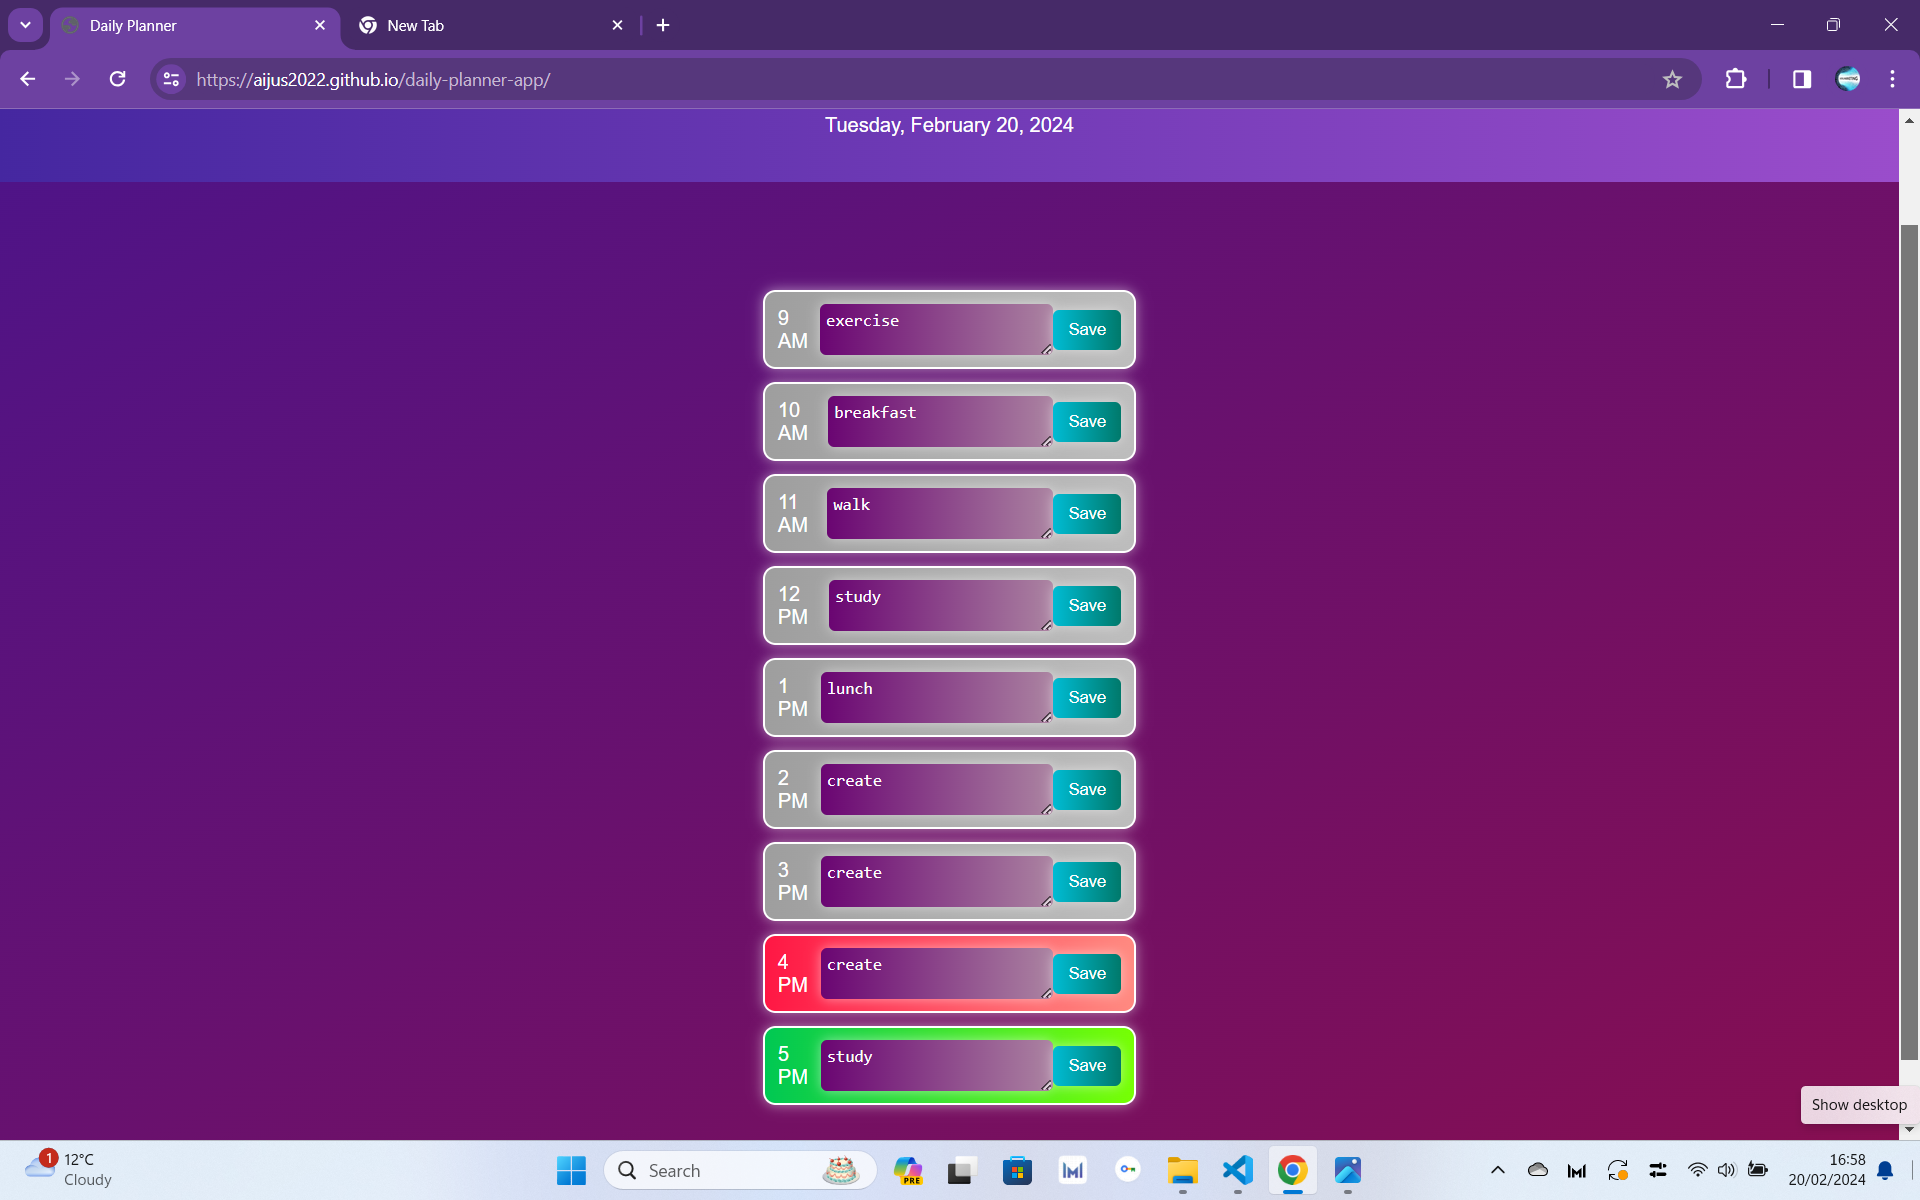 Daily Planner
New Tab
https://aijus2022.github.io/daily-planner-app/
Tuesday, February 20, 2024
9 AM
exercise
Save
10 AM
breakfast
Save
11 AM
walk
Save
12 PM
study
Save
1 PM
lunch
Save
2 PM
create
Save
3 PM
create
Save
4 PM
create
Save
5 PM
study
Save
Show desktop
1
12°C
Cloudy
Search
PRE
16:58
20/02/2024